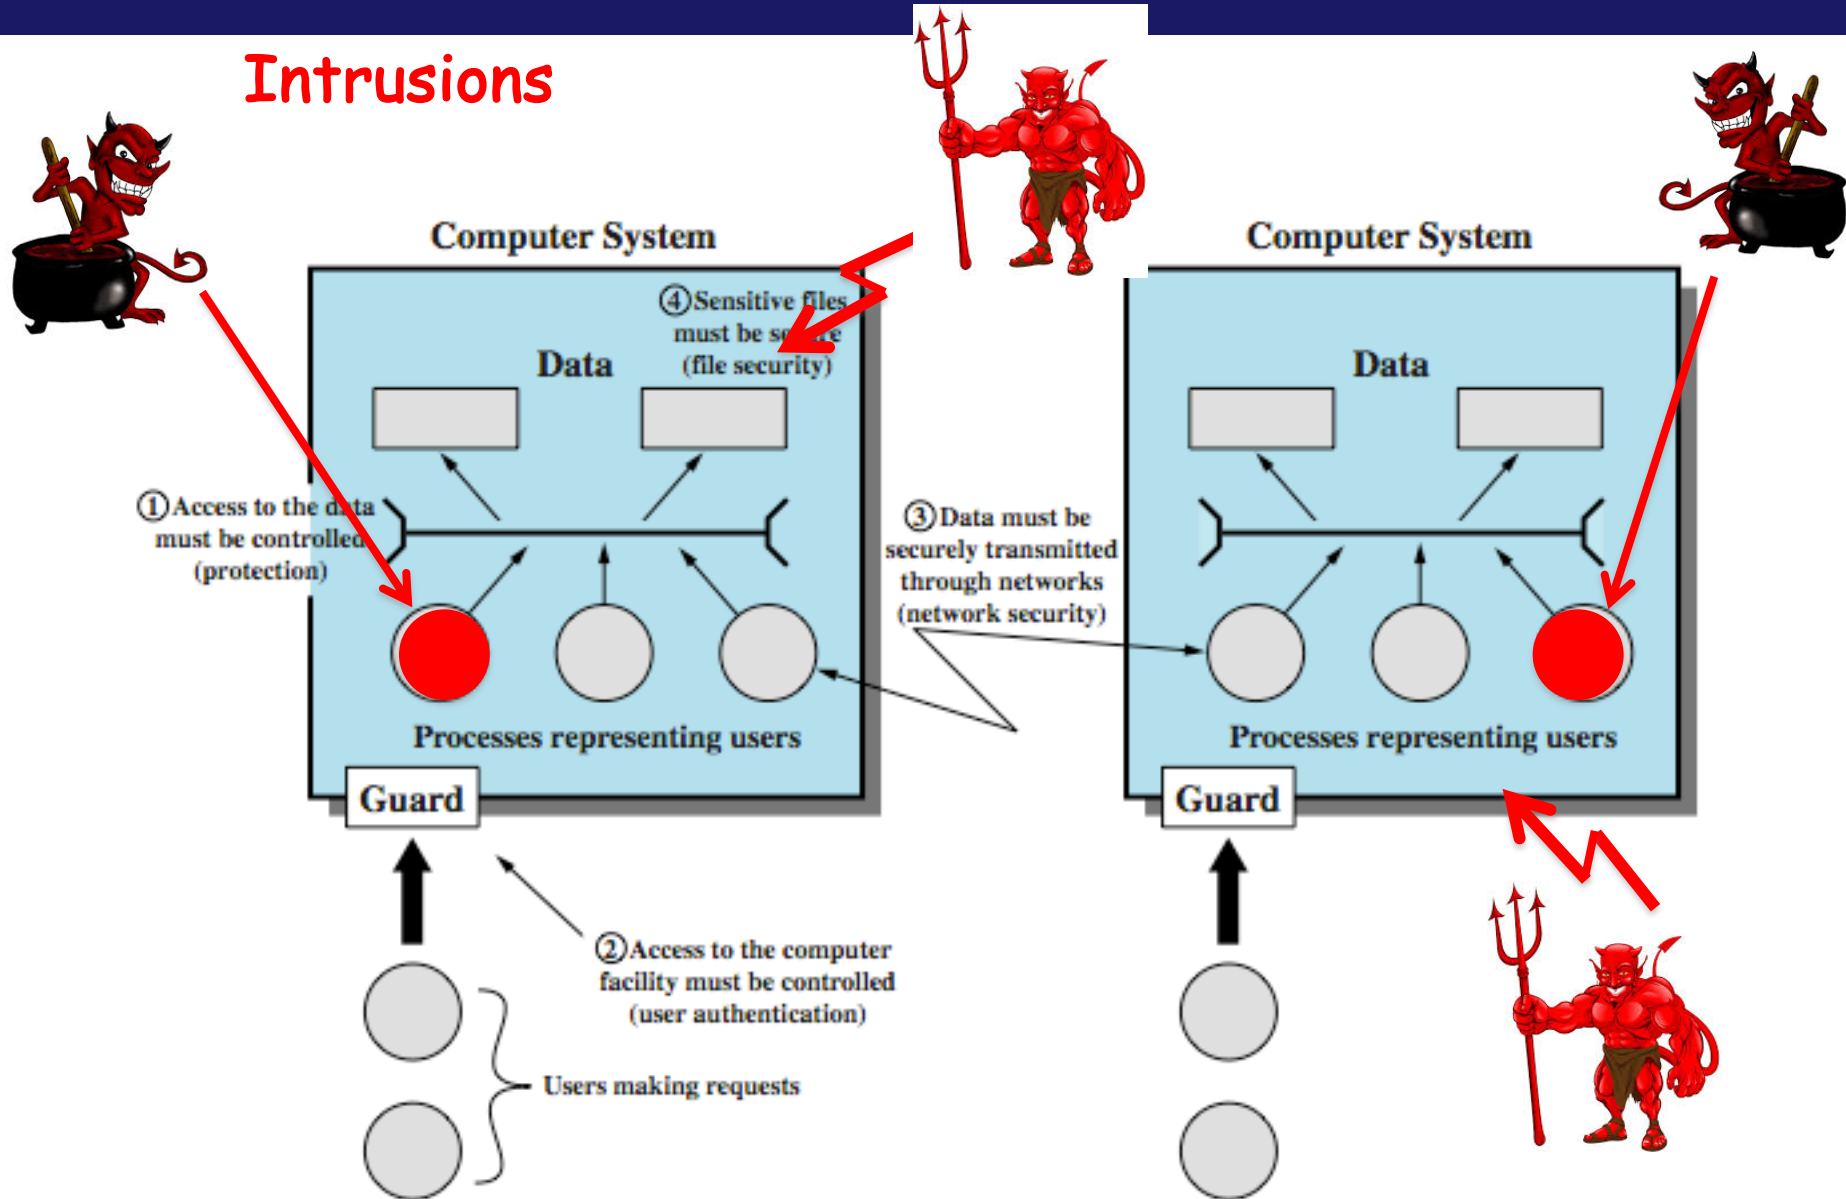 Intrusions
Computer System
④Sensitive files
must be secure
(file security)
Data
①Access to the data
must be controlled
(protection)
Processes representing users
Guard
②Access to the computer
facility must be controlled
(user authentication)
Users making requests
③Data must be
securely transmitted
through networks
(network security)
Computer System
Data
Processes representing users
Guard